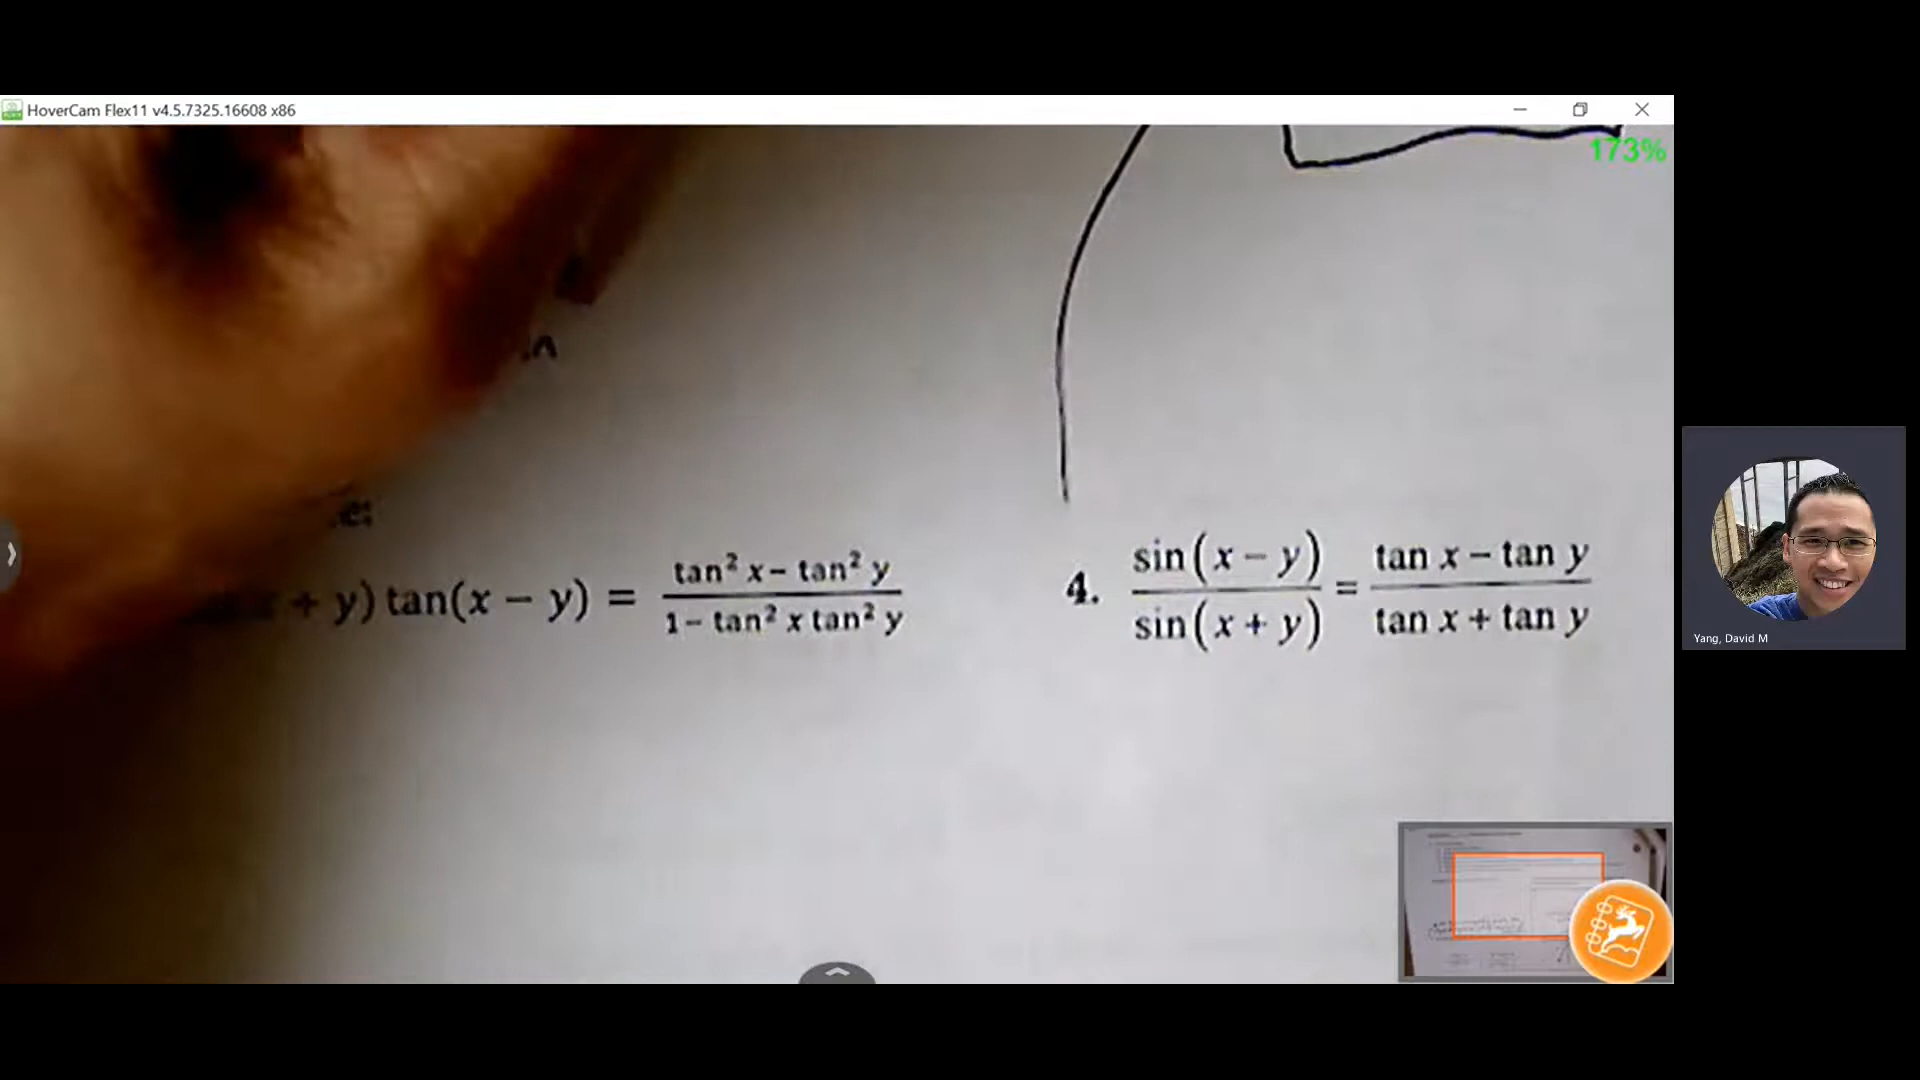 HoverCam Flex11 v4.5.7325.16608 x86
173%
e:
+ y) tan(x − y) = tan² x − tan² y / 1 − tan² x tan² y
4. sin(x − y) / sin(x + y) = tan x − tan y / tan x + tan y
Yang, David M